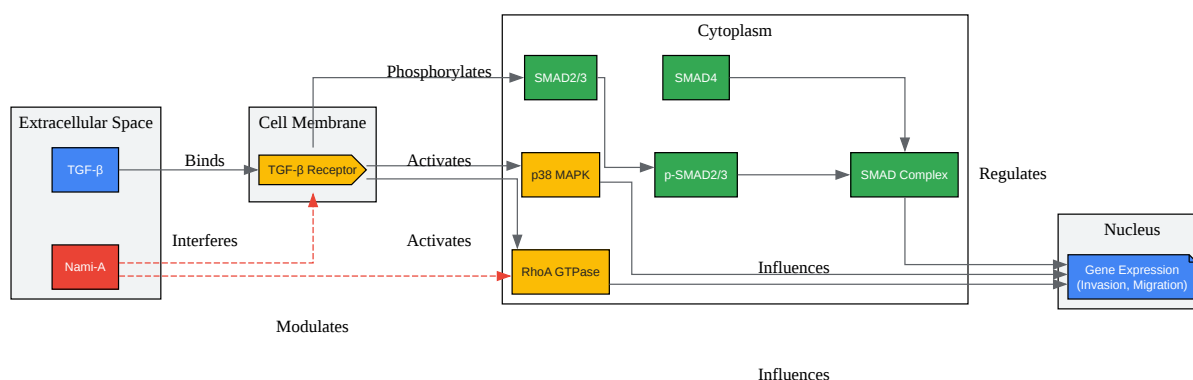 Cytoplasm
Phosphorylates
SMAD2/3
SMAD4
Extracellular Space
Cell Membrane
TGF-β
Binds
TGF-β Receptor
Activates
p38 MAPK
p-SMAD2/3
SMAD Complex
Regulates
Nami-A
Interferes
Activates
RhoA GTPase
Influences
Nucleus
Gene Expression
(Invasion, Migration)
Modulates
Influences